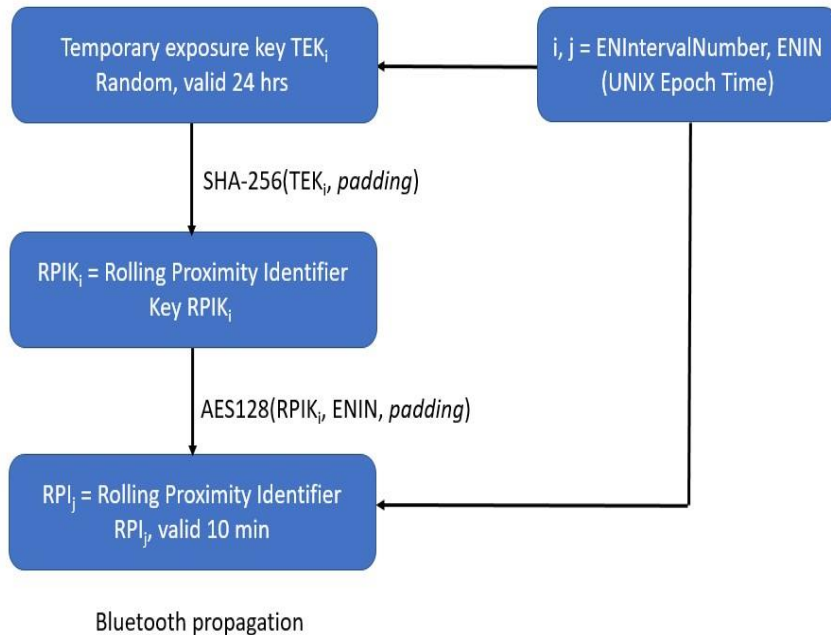 Temporary exposure key TEKᵢ
Random, valid 24 hrs
i, j = ENIntervalNumber, ENIN
(UNIX Epoch Time)
SHA-256(TEKᵢ, padding)
RPIKᵢ = Rolling Proximity Identifier
Key RPIKᵢ
AES128(RPIKᵢ, ENIN, padding)
RPIⱼ = Rolling Proximity Identifier
RPIⱼ, valid 10 min
Bluetooth propagation